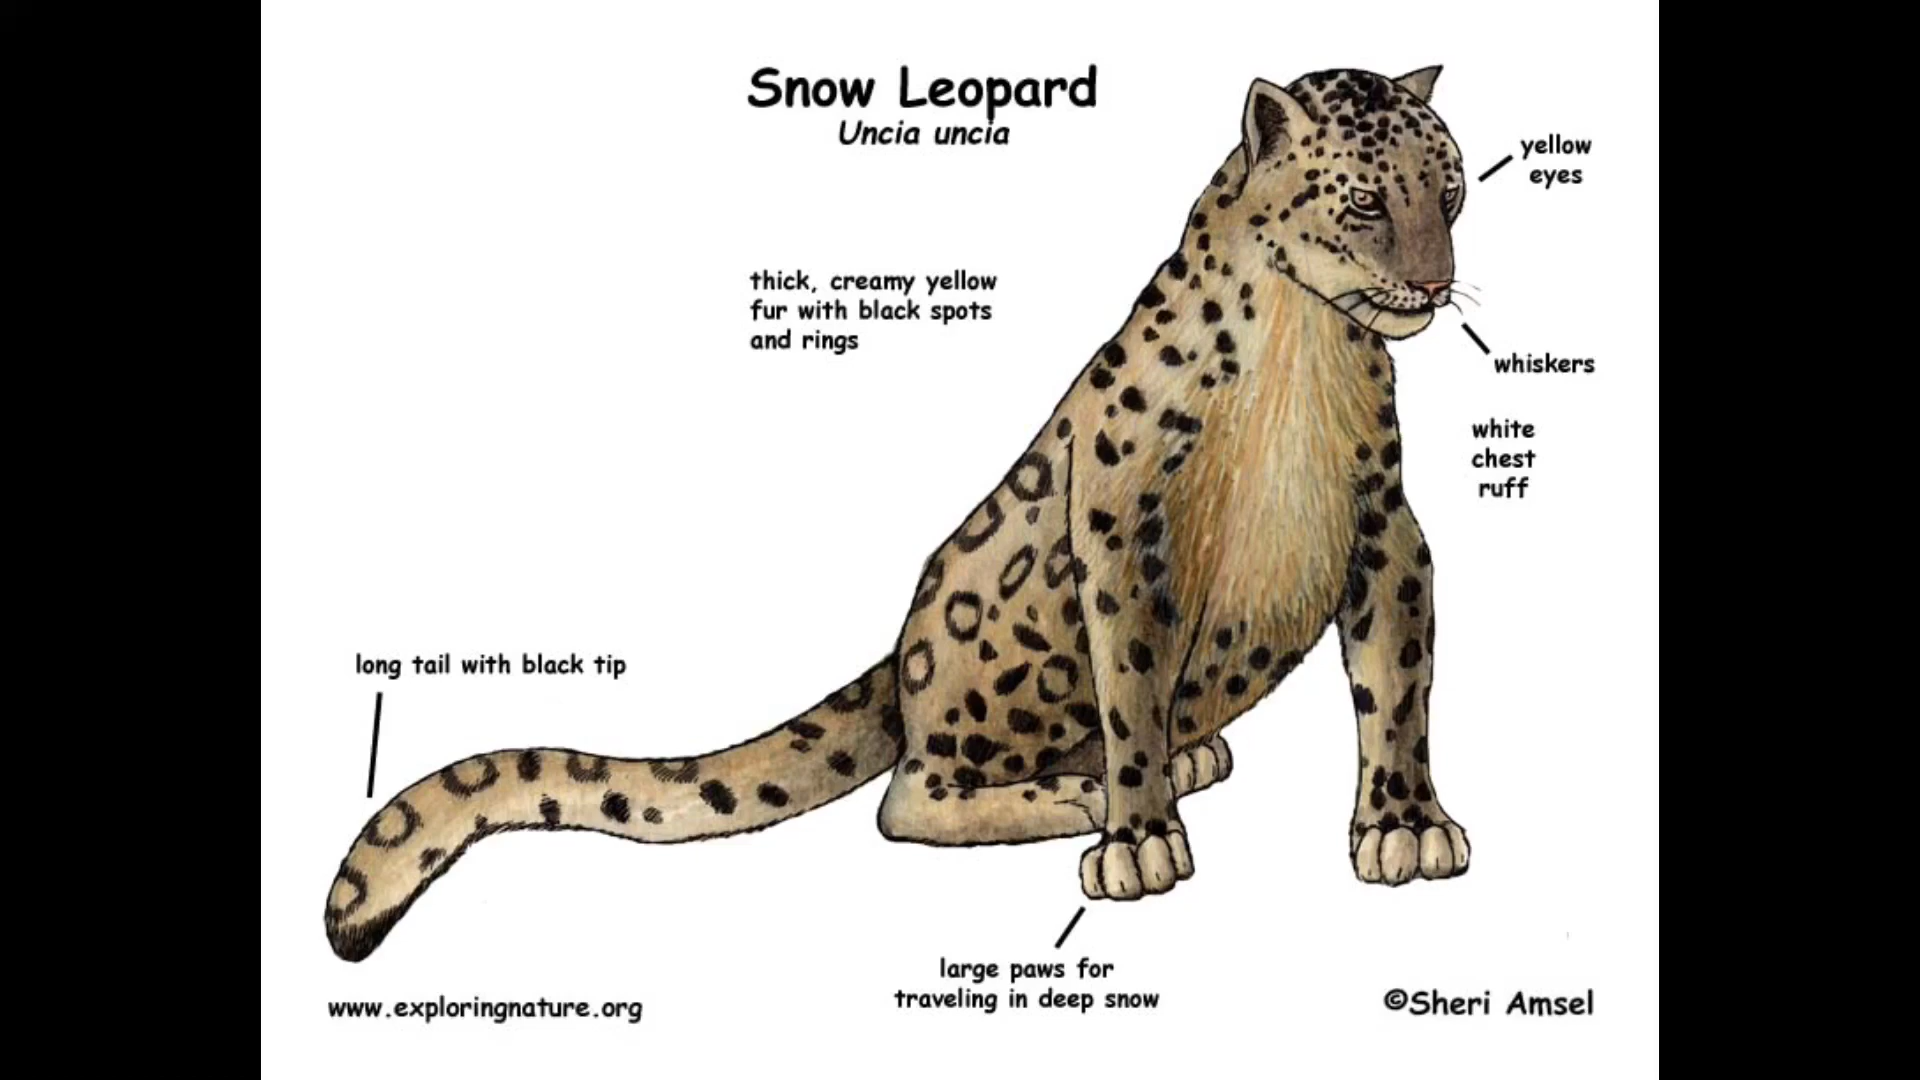 Snow Leopard
Uncia uncia
yellow
eyes
thick, creamy yellow
fur with black spots
and rings
whiskers
white
chest
ruff
long tail with black tip
large paws for
traveling in deep snow
www.exploringnature.org
©Sheri Amsel